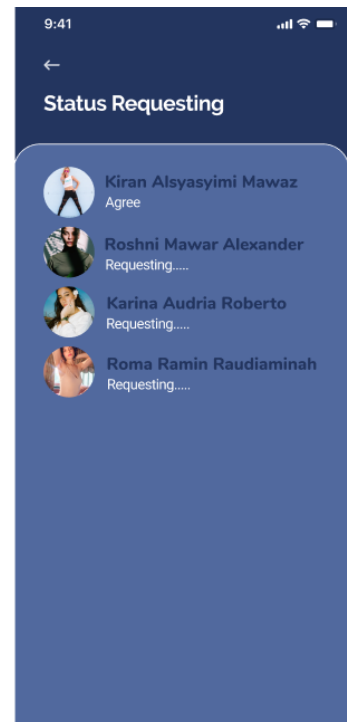 9:41
Status Requesting
Kiran Alsyasyimi Mawaz
Agree
Roshni Mawar Alexander
Requesting.....
Karina Audria Roberto
Requesting.....
Roma Ramin Raudiaminah
Requesting.....